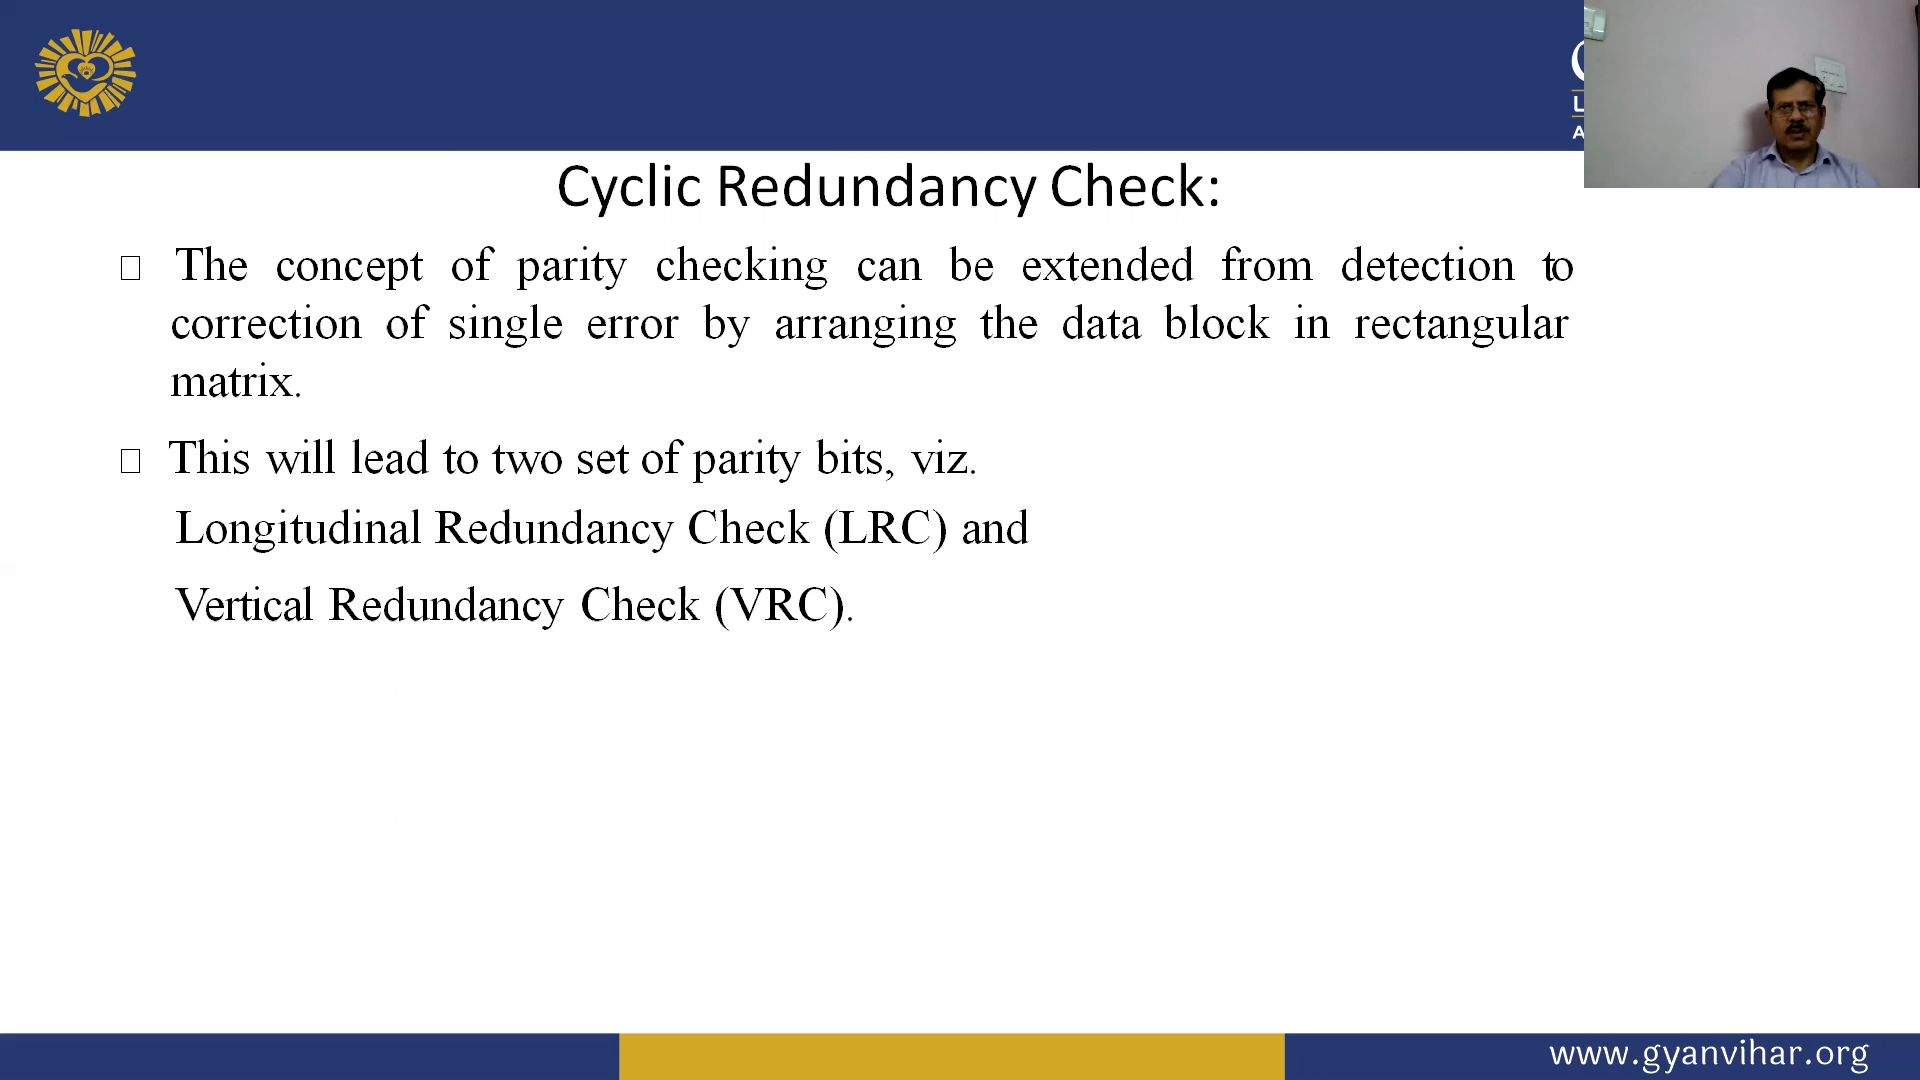 Cyclic Redundancy Check:
The concept of parity checking can be extended from detection to
correction of single error by arranging the data block in rectangular
matrix.
This will lead to two set of parity bits, viz.
Longitudinal Redundancy Check (LRC) and
Vertical Redundancy Check (VRC).
www.gyanvihar.org